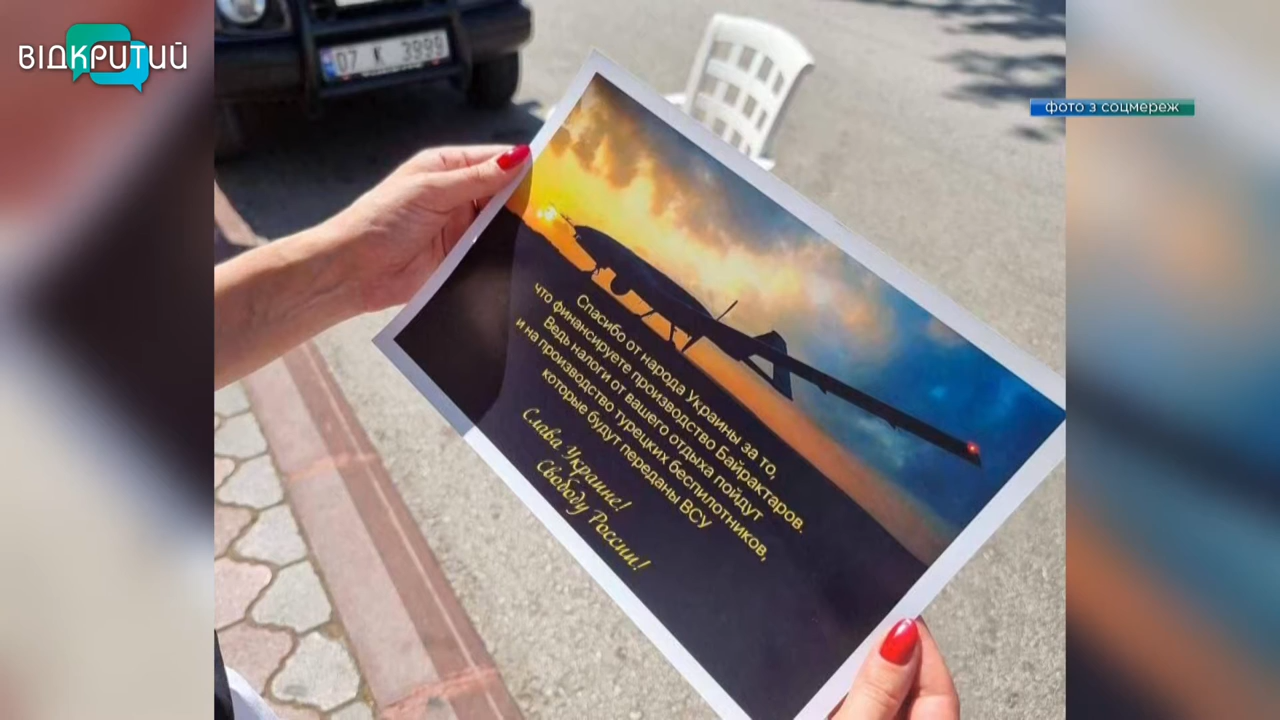 ВІДКРИТИЙ
07 K 3999
фото з соцмереж
Спасибо от народа Украины за то,
что финансируете производство Байрактаров.
Ведь налоги от вашего отдыха пойдут
и на производство турецких беспилотников,
которые будут переданы ВСУ
Слава Украине!
Свободу России!